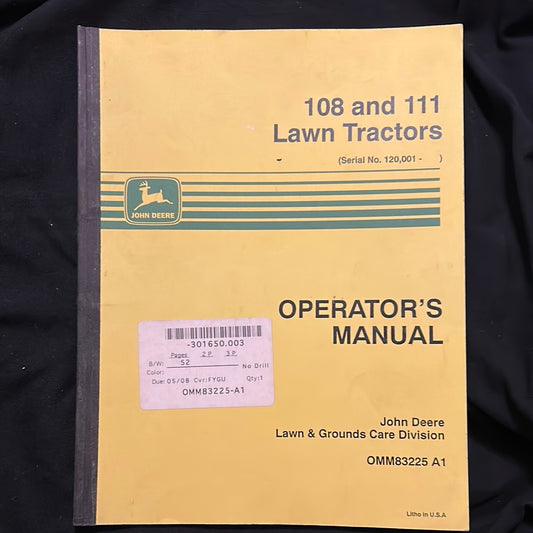 108 and 111
Lawn Tractors
(Serial No. 120,001 - )
JOHN DEERE
OPERATOR'S
MANUAL
-301650.003
Pages 2 P. 3 P.
B/W: 52 No Drill
Color:
Due: 05/08 Cvr: FYGU Qty: 1
OMM83225-A1
John Deere
Lawn & Grounds Care Division
OMM83225 A1
Litho in U.S.A